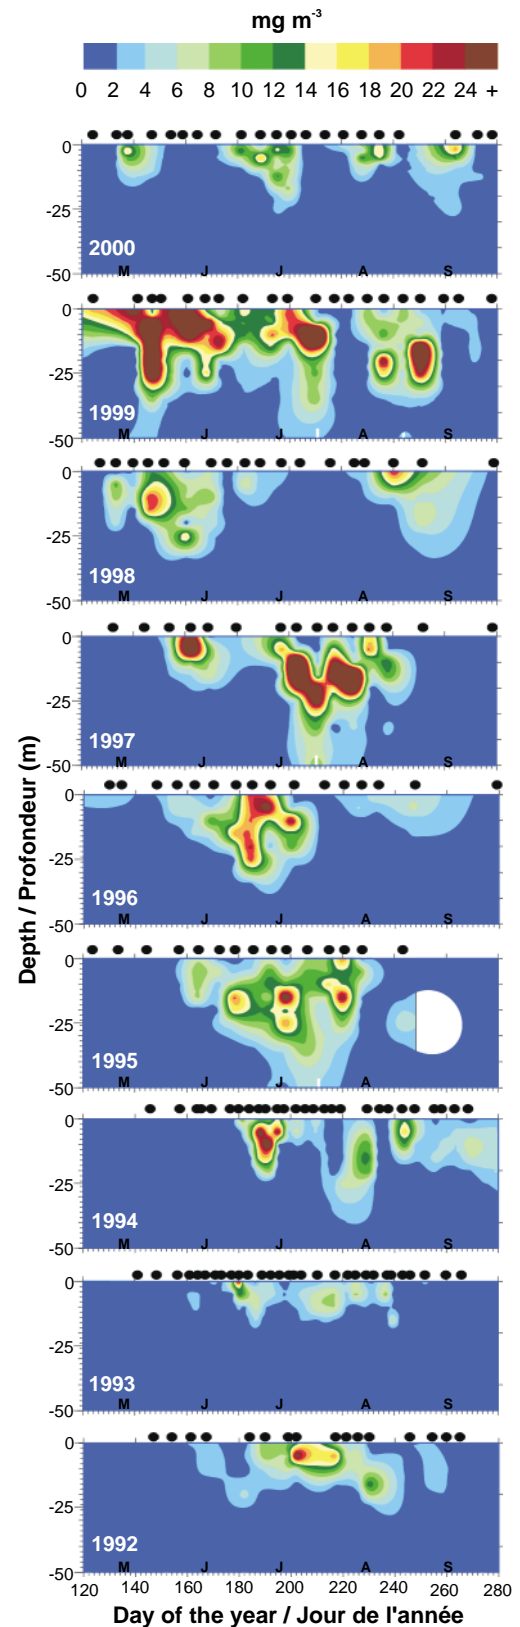 mg m⁻³
0 2 4 6 8 10 12 14 16 18 20 22 24 +
0
-25
2000
-50 M J J A S
0
-25
1999
-50 M J J A S
0
-25
1998
-50 M J J A S
0
-25
1997
-50 M J J A S
0
-25
1996
-50 M J J A S
0
-25
1995
-50 M J J A S
0
-25
1994
-50 M J J A S
0
-25
1993
-50 M J J A S
0
-25
1992
-50 M J J A S
120 140 160 180 200 220 240 260 280
Day of the year / Jour de l'année
Depth / Profondeur (m)